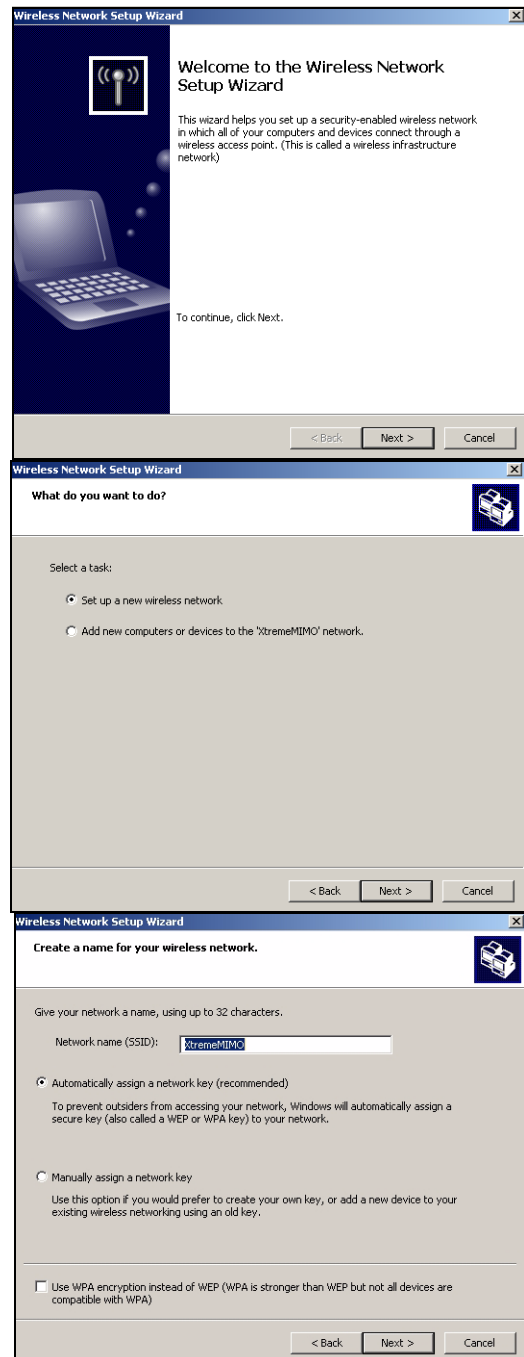 Wireless Network Setup Wizard
Welcome to the Wireless Network
Setup Wizard
This wizard helps you set up a security-enabled wireless network
in which all of your computers and devices connect through a
wireless access point. (This is called a wireless infrastructure
network)
To continue, click Next.
< Back Next > Cancel
Wireless Network Setup Wizard
What do you want to do?
Select a task:
Set up a new wireless network
Add new computers or devices to the 'XtremeMIMO' network.
< Back Next > Cancel
Wireless Network Setup Wizard
Create a name for your wireless network.
Give your network a name, using up to 32 characters.
Network name (SSID): XtremeMIMO
Automatically assign a network key (recommended)
To prevent outsiders from accessing your network, Windows will automatically assign a
secure key (also called a WEP or WPA key) to your network.
Manually assign a network key
Use this option if you would prefer to create your own key, or add a new device to your
existing wireless networking using an old key.
Use WPA encryption instead of WEP (WPA is stronger than WEP but not all devices are
compatible with WPA)
< Back Next > Cancel